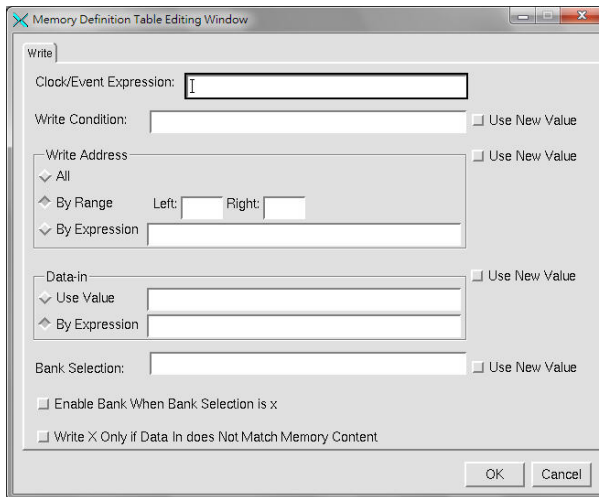 Memory Definition Table Editing Window
Write
Clock/Event Expression:
Write Condition: Use New Value
Write Address Use New Value
All
By Range Left: Right:
By Expression
Data-in Use New Value
Use Value
By Expression
Bank Selection: Use New Value
Enable Bank When Bank Selection is x
Write X Only if Data In does Not Match Memory Content
OK Cancel